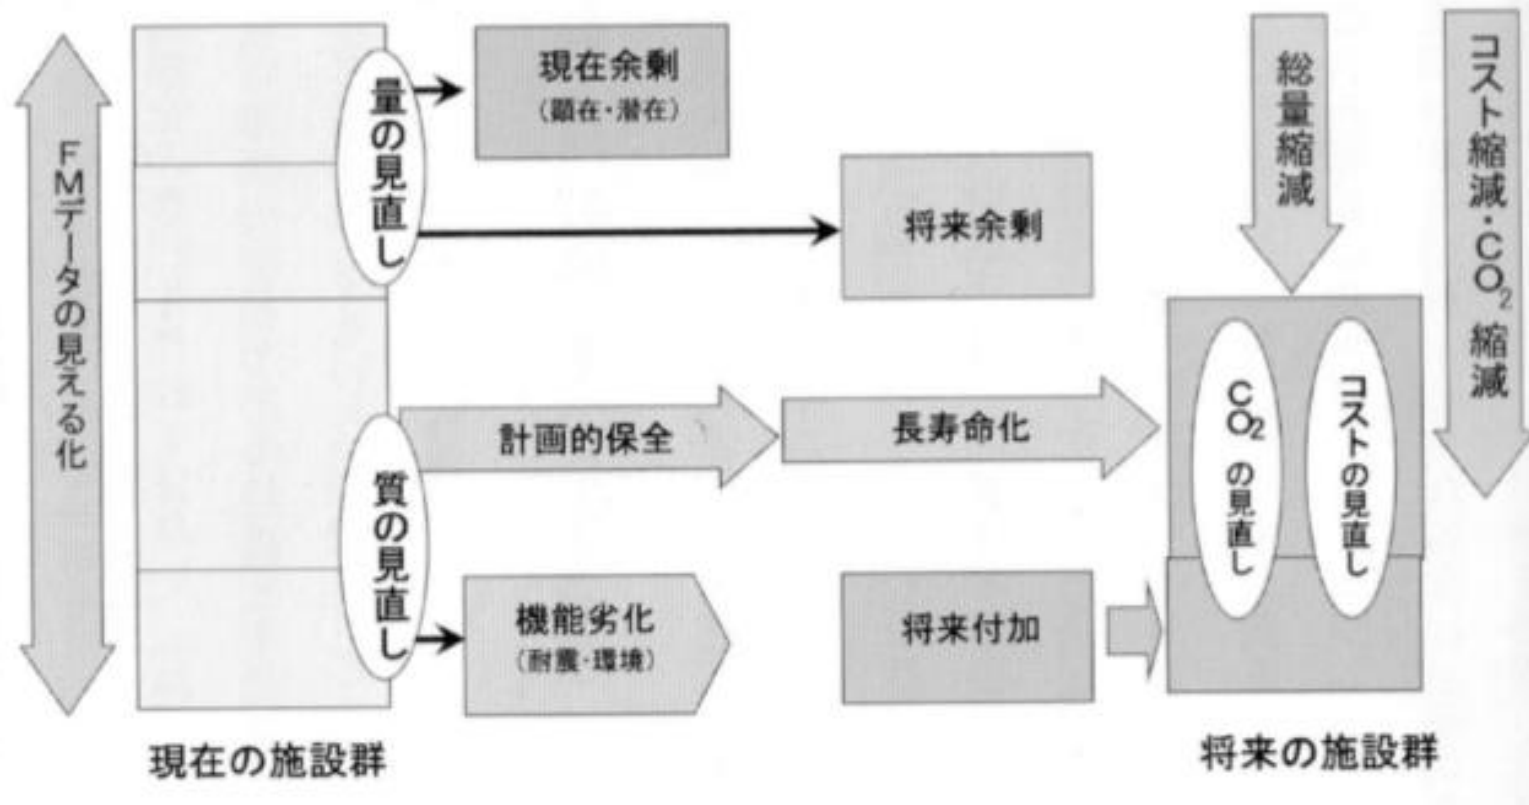 FMデータの見える化
量の見直し
現在余剰
(顕在・潜在)
将来余剰
総量縮減
コスト縮減・CO₂縮減
計画的保全
長寿命化
CO₂の見直し
コストの見直し
質の見直し
機能劣化
(耐震・環境)
将来付加
現在の施設群
将来の施設群